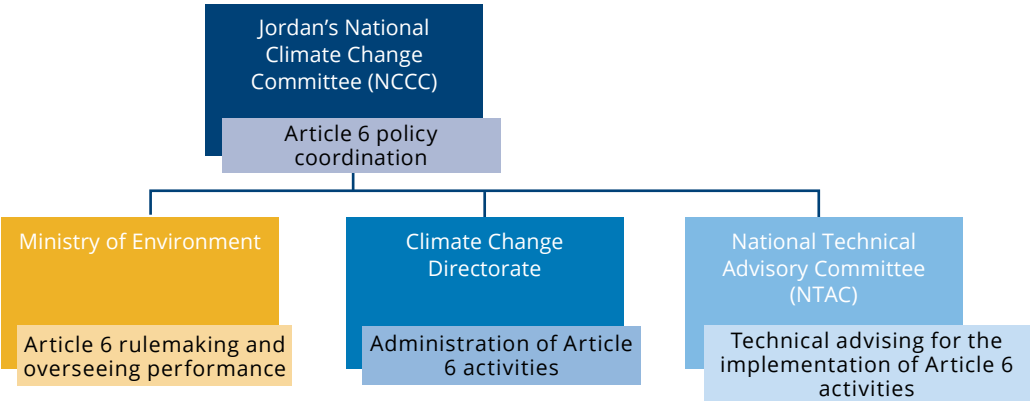 Jordan’s National
Climate Change
Committee (NCCC)
Article 6 policy
coordination
Ministry of Environment
Article 6 rulemaking and
overseeing performance
Climate Change
Directorate
Administration of Article
6 activities
National Technical
Advisory Committee
(NTAC)
Technical advising for the
implementation of Article 6
activities